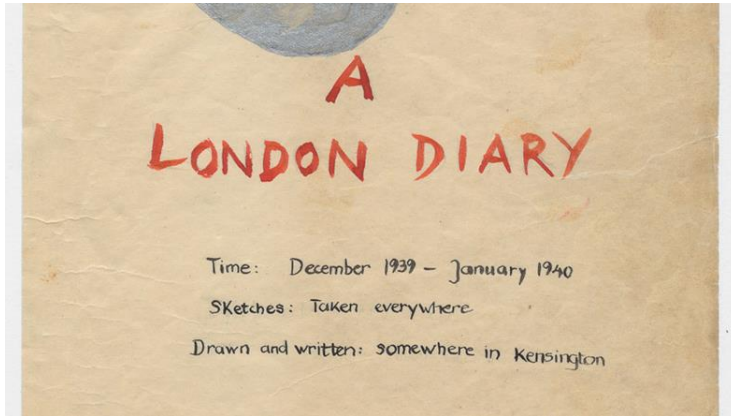 A
LONDON DIARY
Time: December 1939 – January 1940
Sketches: Taken everywhere
Drawn and written: somewhere in Kensington